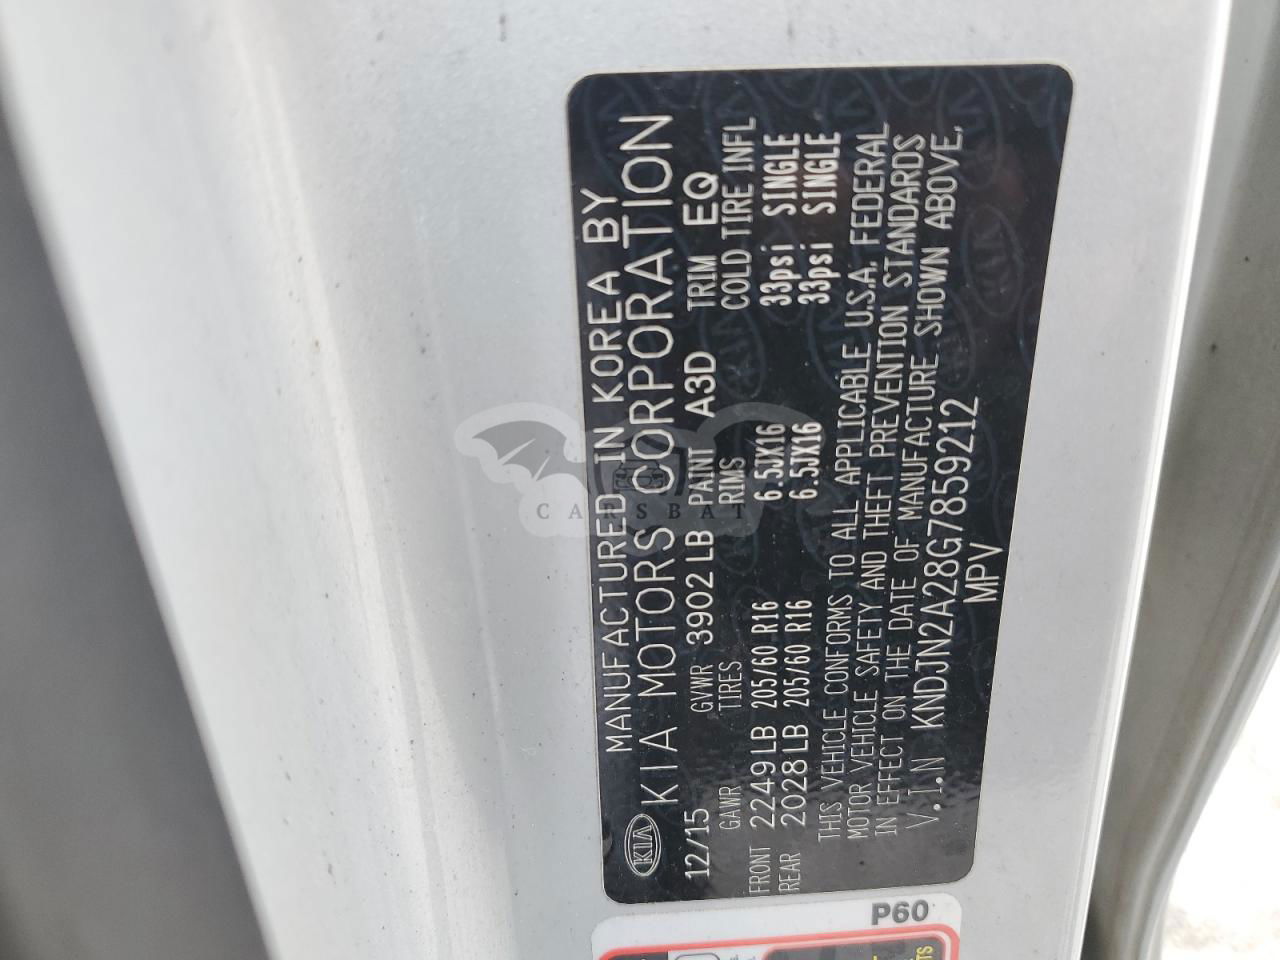 MANUFACTURED IN KOREA BY
KIA KIA MOTORS CORPORATION
12/15 GVWR 3902 LB PAINT A3D TRIM EQ
GAWR TIRES RIMS COLD TIRE INFL
FRONT 2249 LB 205/60 R16 6.5JX16 33psi SINGLE
REAR 2028 LB 205/60 R16 6.5JX16 33psi SINGLE
THIS VEHICLE CONFORMS TO ALL APPLICABLE U.S.A. FEDERAL
MOTOR VEHICLE SAFETY AND THEFT PREVENTION STANDARDS
IN EFFECT ON THE DATE OF MANUFACTURE SHOWN ABOVE.
V.I.N KNDJN2A28G7859212
MPV
P60
CARSBAT